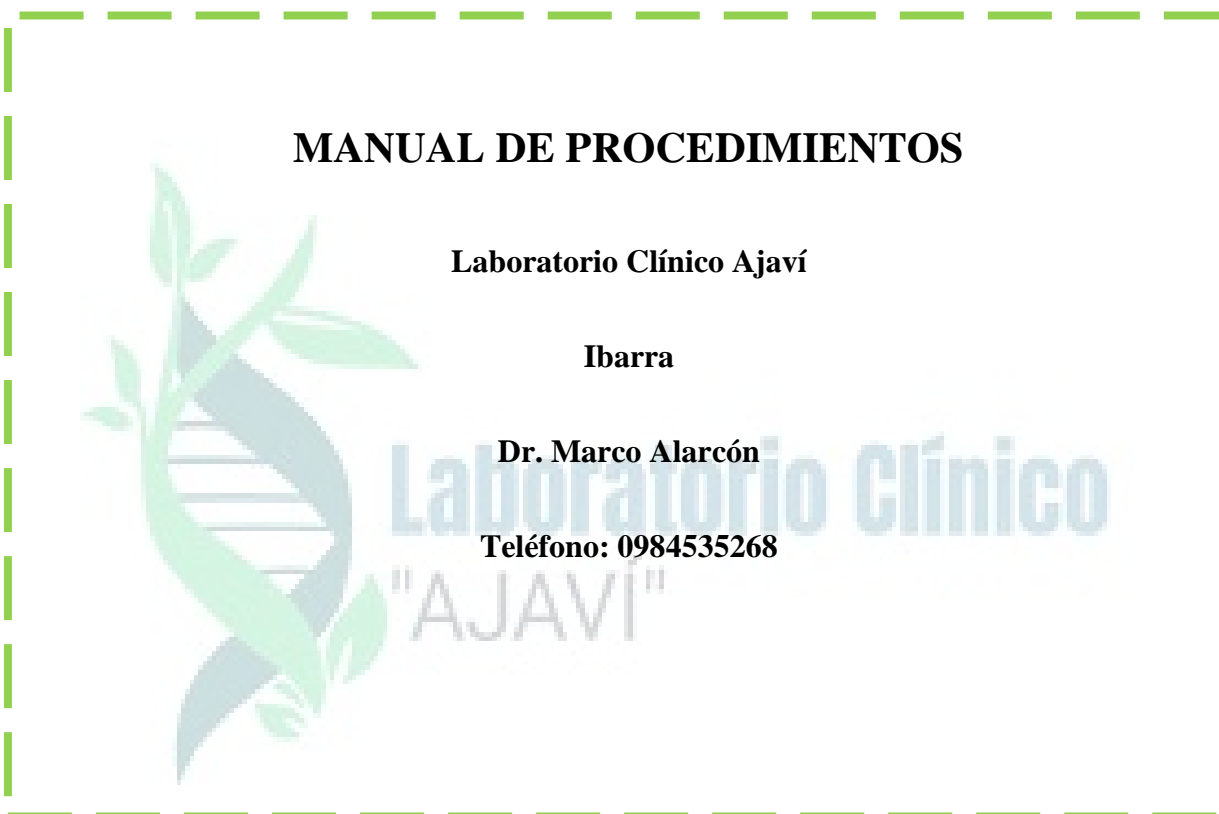 MANUAL DE PROCEDIMIENTOS
Laboratorio Clínico Ajaví
Ibarra
Dr. Marco Alarcón
Laboratorio Clínico
Teléfono: 0984535268
"AJAVÍ"